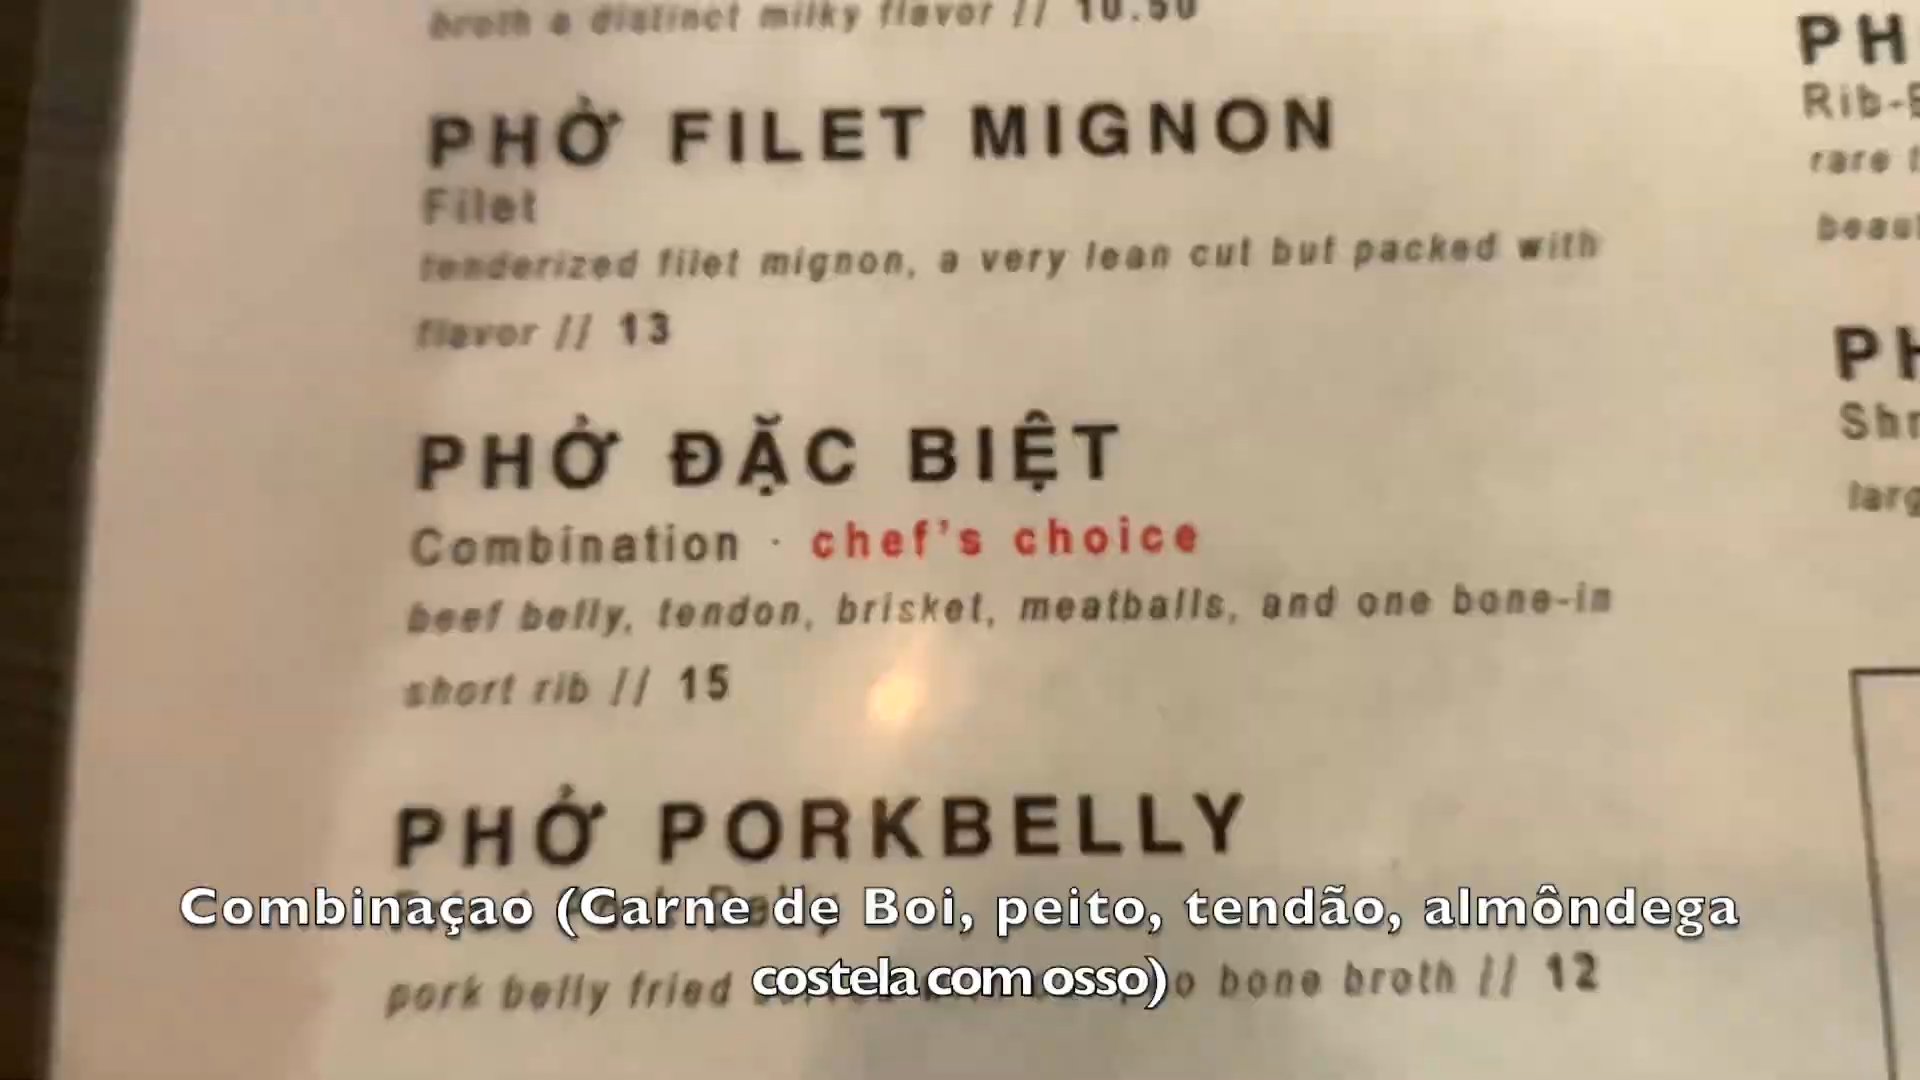 broth a distinct milky flavor // 10.50
PHỞ FILET MIGNON
Filet
tenderized filet mignon, a very lean cut but packed with
flavor // 13
PHỞ ĐẶC BIỆT
Combination · chef's choice
beef belly, tendon, brisket, meatballs, and one bone-in
short rib // 15
PHỞ PORKBELLY
pork belly fried
bone broth // 12
PH
Rib-
rare
beau
PH
Shr
larg
Combinaçao (Carne de Boi, peito, tendão, almôndega
costela com osso)